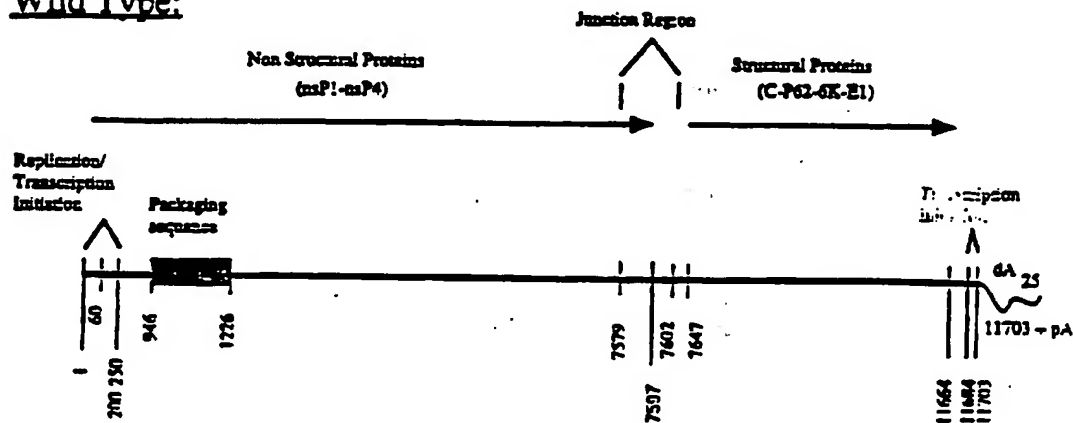 Wild Type:
Junction Region
Non Structural Proteins
(nsP1-nsP4)
Structural Proteins
(C-P62-6K-E1)
Replication/
Transcription
Initiation
Packaging
sequence
Transcription
dA 25
11703 + pA
1
60
200 250
946
1226
7579
7597
7602
7647
11664
11684
11703